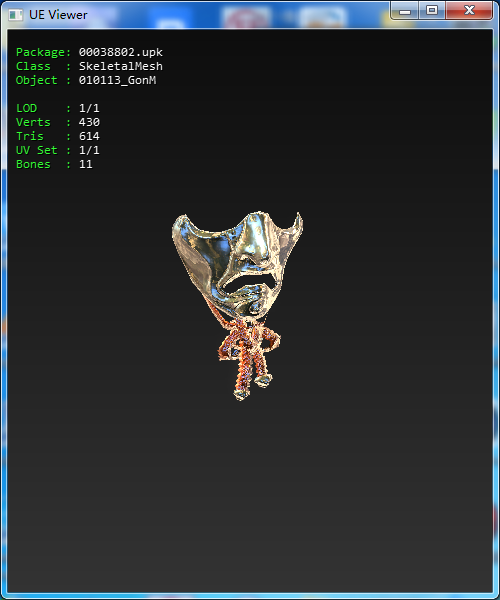 UE Viewer
Package: 00038802.upk
Class : SkeletalMesh
Object : 010113_GonM
LOD : 1/1
Verts : 430
Tris : 614
UV Set : 1/1
Bones : 11